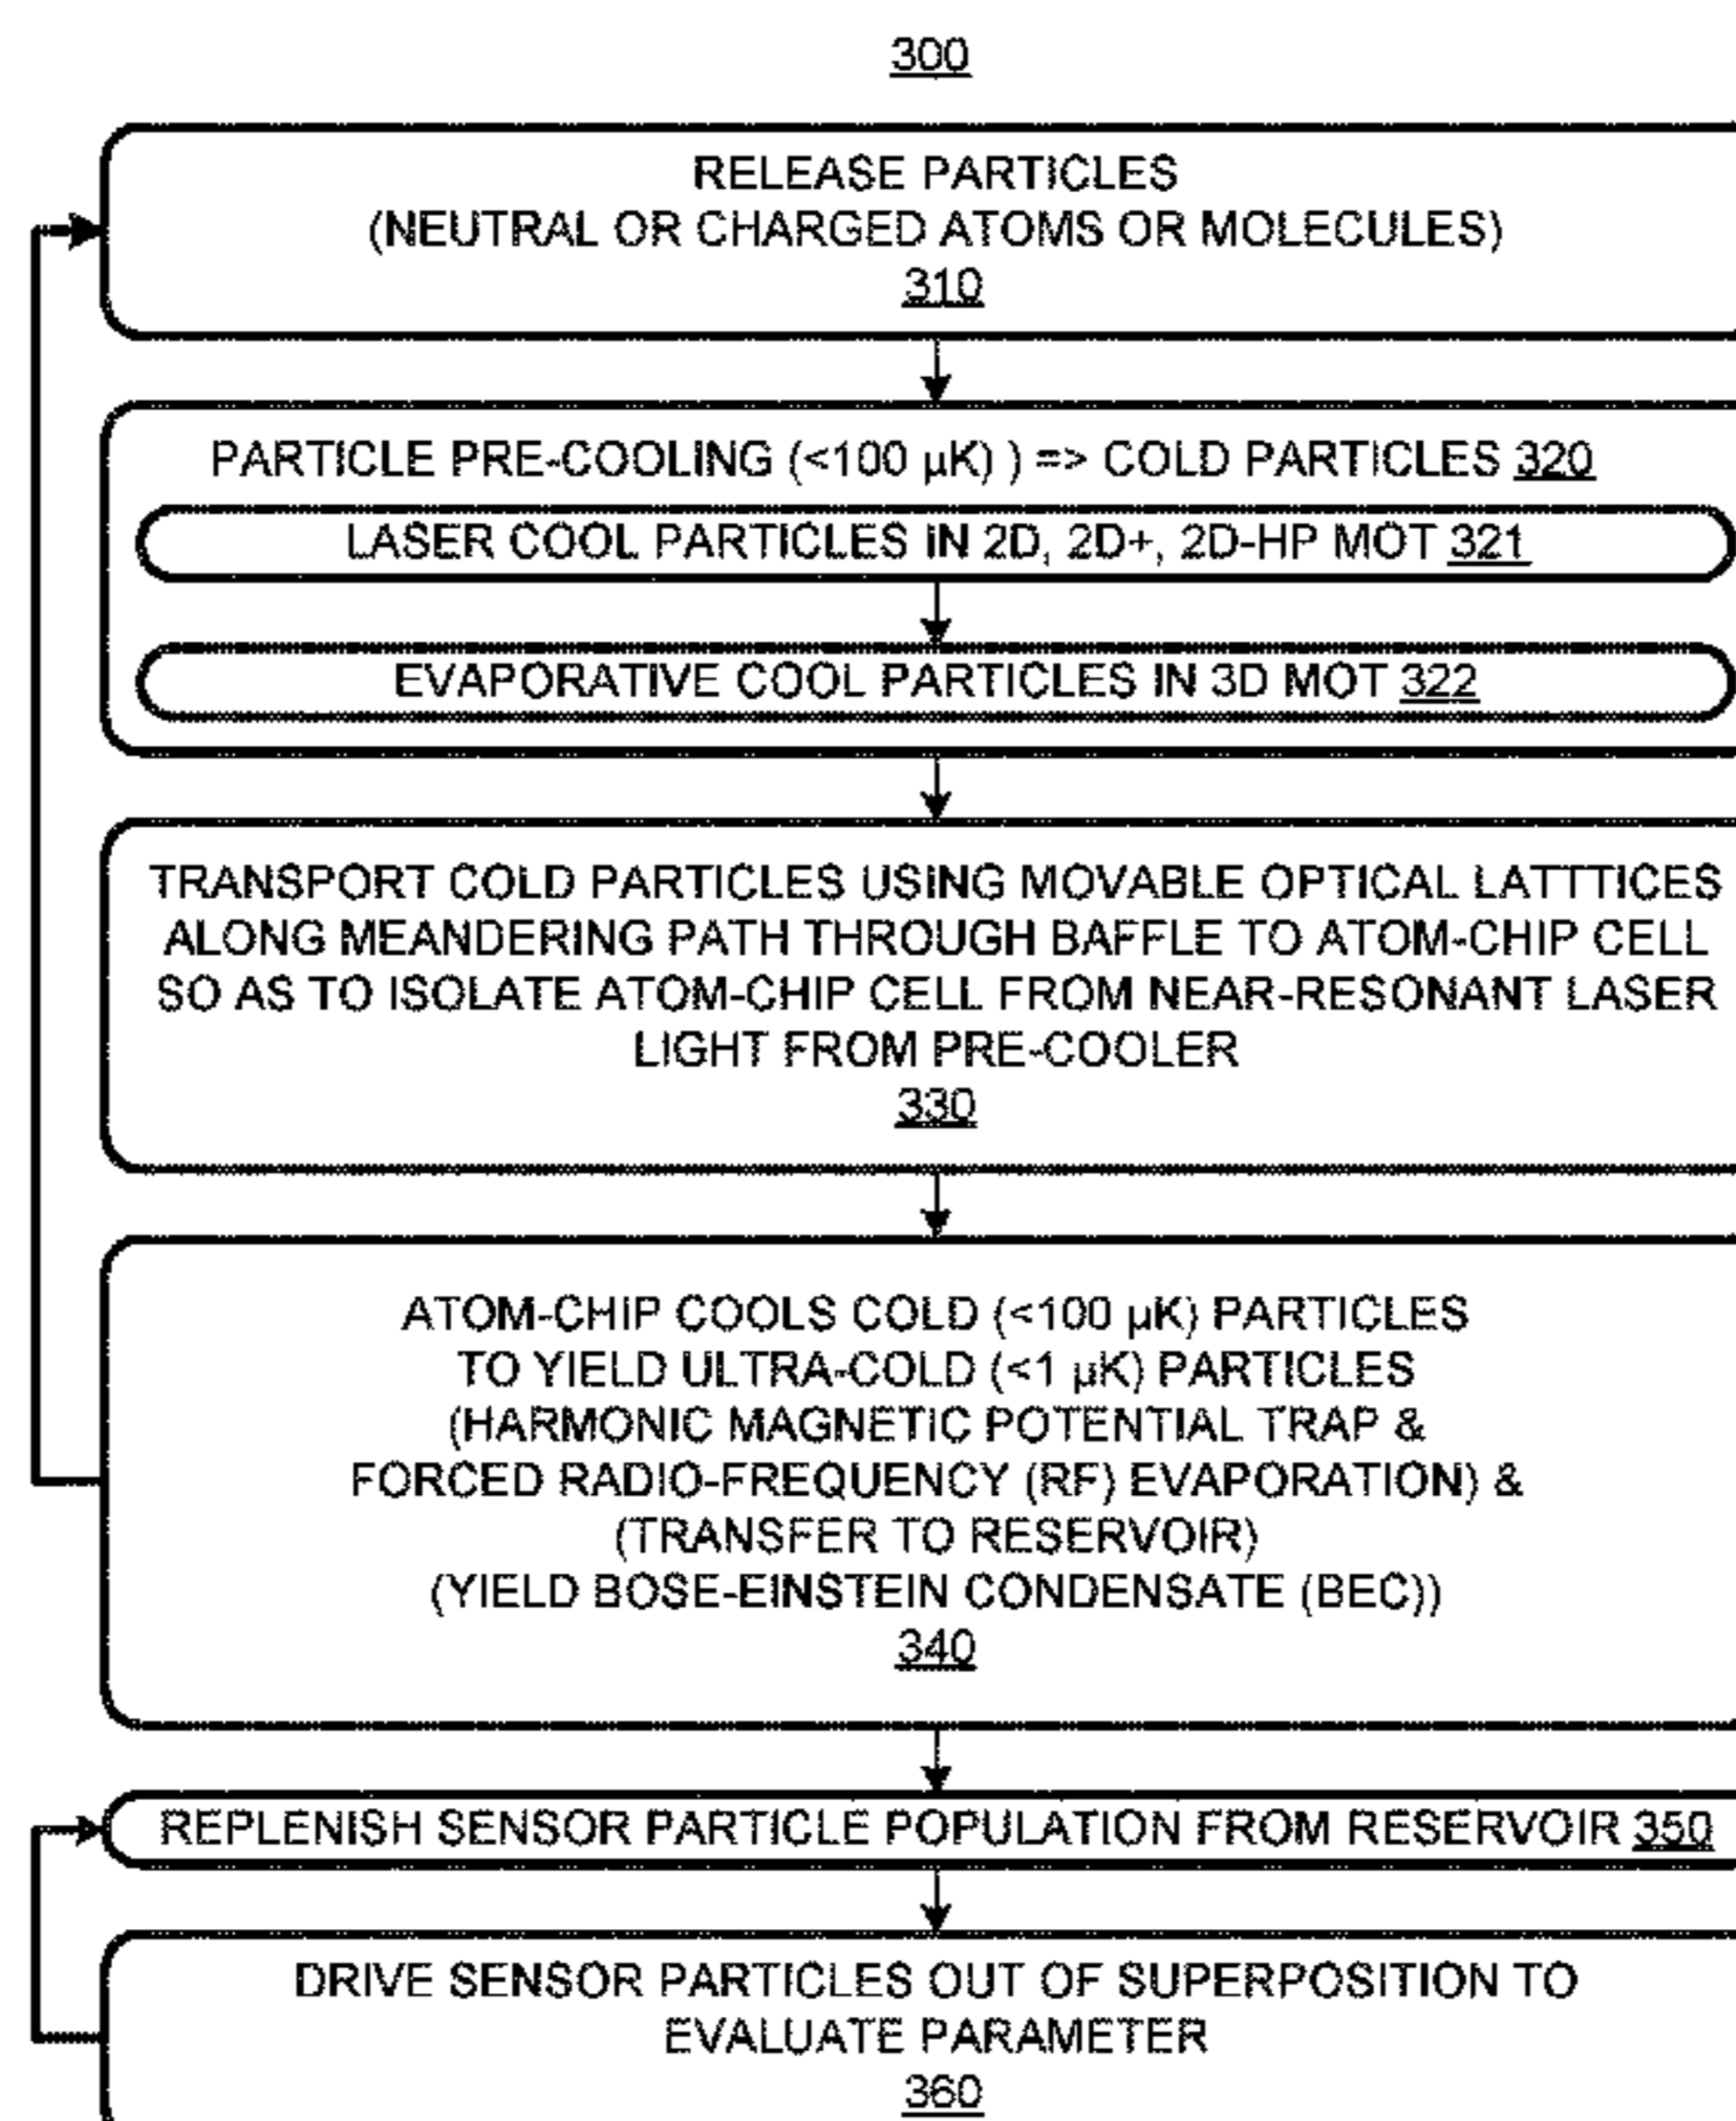 300
RELEASE PARTICLES
(NEUTRAL OR CHARGED ATOMS OR MOLECULES)
310
PARTICLE PRE-COOLING (<100 µK) ) => COLD PARTICLES 320
LASER COOL PARTICLES IN 2D, 2D+, 2D-HP MOT 321
EVAPORATIVE COOL PARTICLES IN 3D MOT 322
TRANSPORT COLD PARTICLES USING MOVABLE OPTICAL LATTTICES
ALONG MEANDERING PATH THROUGH BAFFLE TO ATOM-CHIP CELL
SO AS TO ISOLATE ATOM-CHIP CELL FROM NEAR-RESONANT LASER
LIGHT FROM PRE-COOLER
330
ATOM-CHIP COOLS COLD (<100 µK) PARTICLES
TO YIELD ULTRA-COLD (<1 µK) PARTICLES
(HARMONIC MAGNETIC POTENTIAL TRAP &
FORCED RADIO-FREQUENCY (RF) EVAPORATION) &
(TRANSFER TO RESERVOIR)
(YIELD BOSE-EINSTEIN CONDENSATE (BEC))
340
REPLENISH SENSOR PARTICLE POPULATION FROM RESERVOIR 350
DRIVE SENSOR PARTICLES OUT OF SUPERPOSITION TO
EVALUATE PARAMETER
360